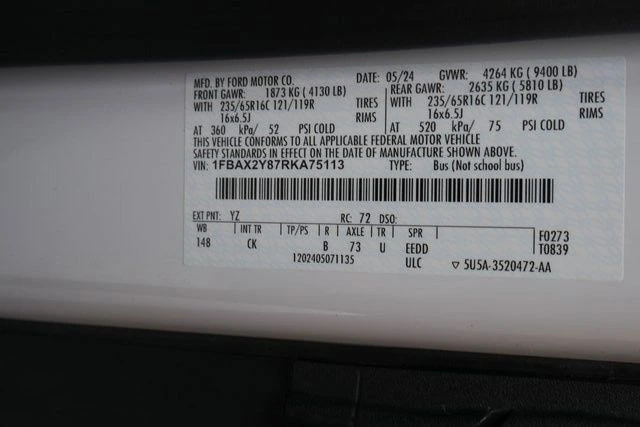 MFD. BY FORD MOTOR CO. DATE: 05/24 GVWR: 4264 KG ( 9400 LB)
FRONT GAWR: 1873 KG ( 4130 LB) REAR GAWR: 2635 KG ( 5810 LB)
WITH 235/65R16C 121/119R TIRES WITH 235/65R16C 121/119R TIRES
16x6.5J RIMS 16x6.5J RIMS
AT 360 kPa/ 52 PSI COLD AT 520 kPa/ 75 PSI COLD
THIS VEHICLE CONFORMS TO ALL APPLICABLE FEDERAL MOTOR VEHICLE
SAFETY STANDARDS IN EFFECT ON THE DATE OF MANUFACTURE SHOWN ABOVE.
VIN: 1FBAX2Y87RKA75113 TYPE: Bus (Not school bus)
EXT PNT: YZ RC: 72 DSO:
WB INT TR TP/PS R AXLE TR SPR F0273
148 CK B 73 U EEDD T0839
1202405071135 ULC ▽ 5U5A-3520472-AA